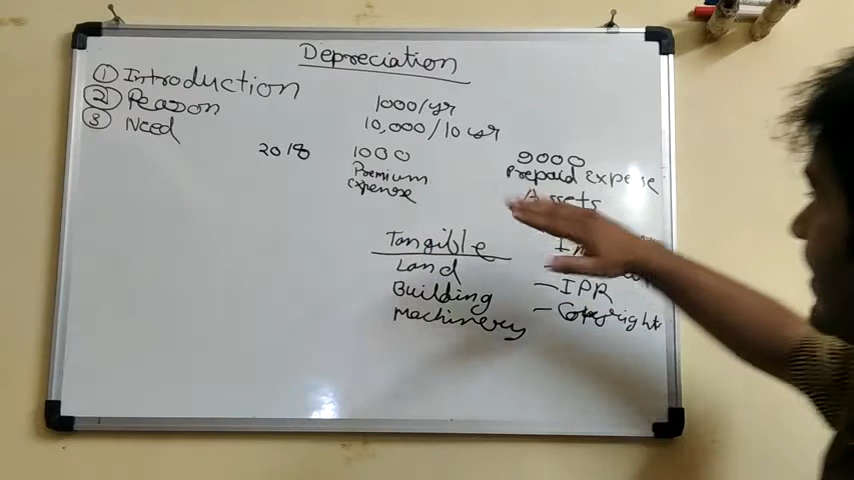 Depreciation
① Introduction
② Reason
③ Need
1000/yr
10,000/10 yr
2018
1000
Premium
expense
9000
Prepaid Expense
Assets
Tangible
Land
Building
Machinery
— IPR
— Copyright